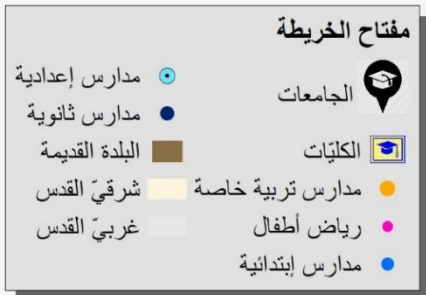 مفتاح الخريطة
الجامعات
الكليّات
مدارس تربية خاصة
رياض أطفال
مدارس إبتدائية
مدارس إعدادية
مدارس ثانوية
البلدة القديمة
شرقيّ القدس
غربيّ القدس